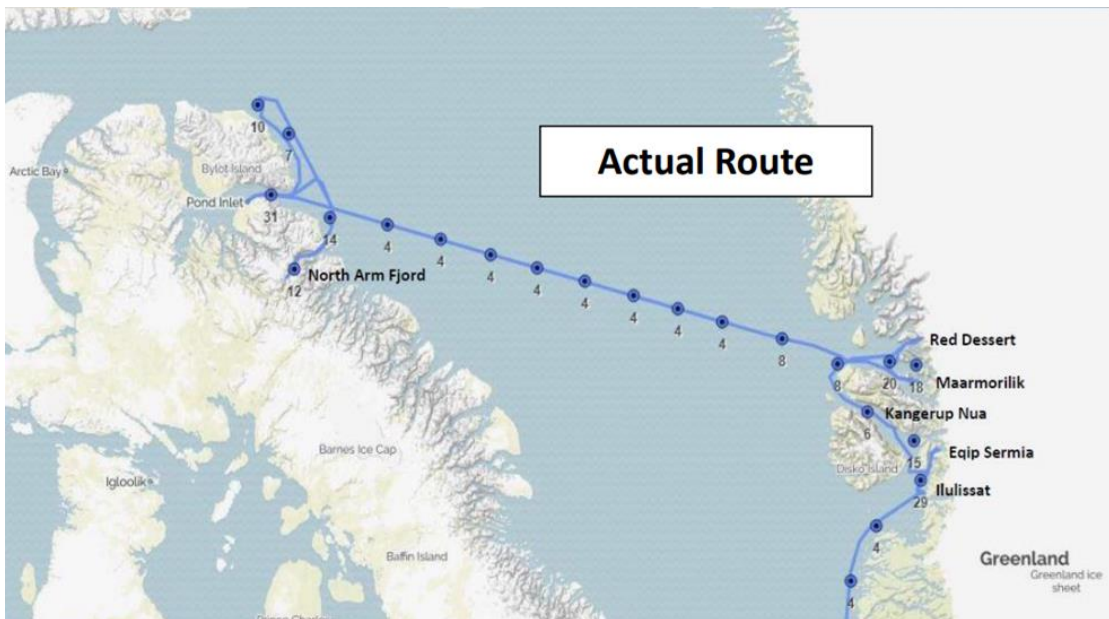 Actual Route
10
7
Arctic Bay
Bylot Island
Pond Inlet
31
14
4
4
4
4
4
4
4
4
8
North Arm Fjord
12
Red Dessert
8
20
18
Maarmorilik
Kangerup Nua
6
Barnes Ice Cap
15
Eqip Sermia
Disko Island
Igloolik
Ilulissat
29
4
Baffin Island
Greenland
Greenland ice
sheet
4